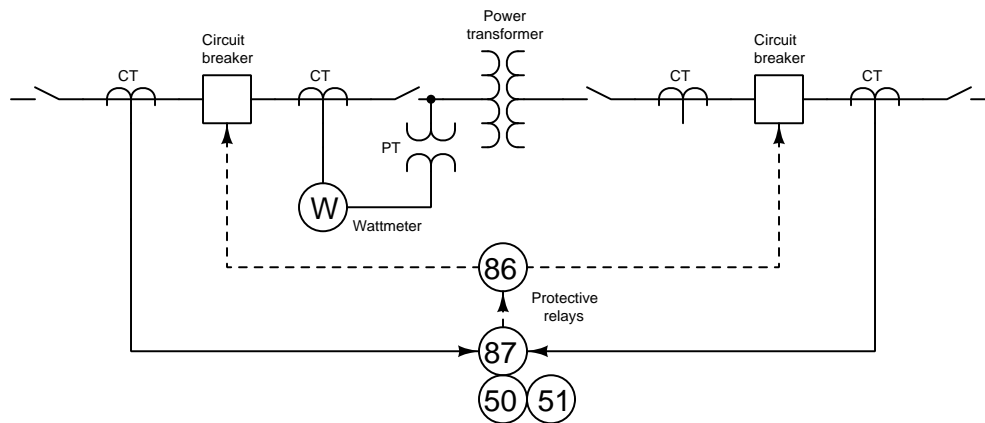 Power
transformer
Circuit
breaker
Circuit
breaker
CT
CT
CT
CT
PT
W
Wattmeter
86
Protective
relays
87
50
51